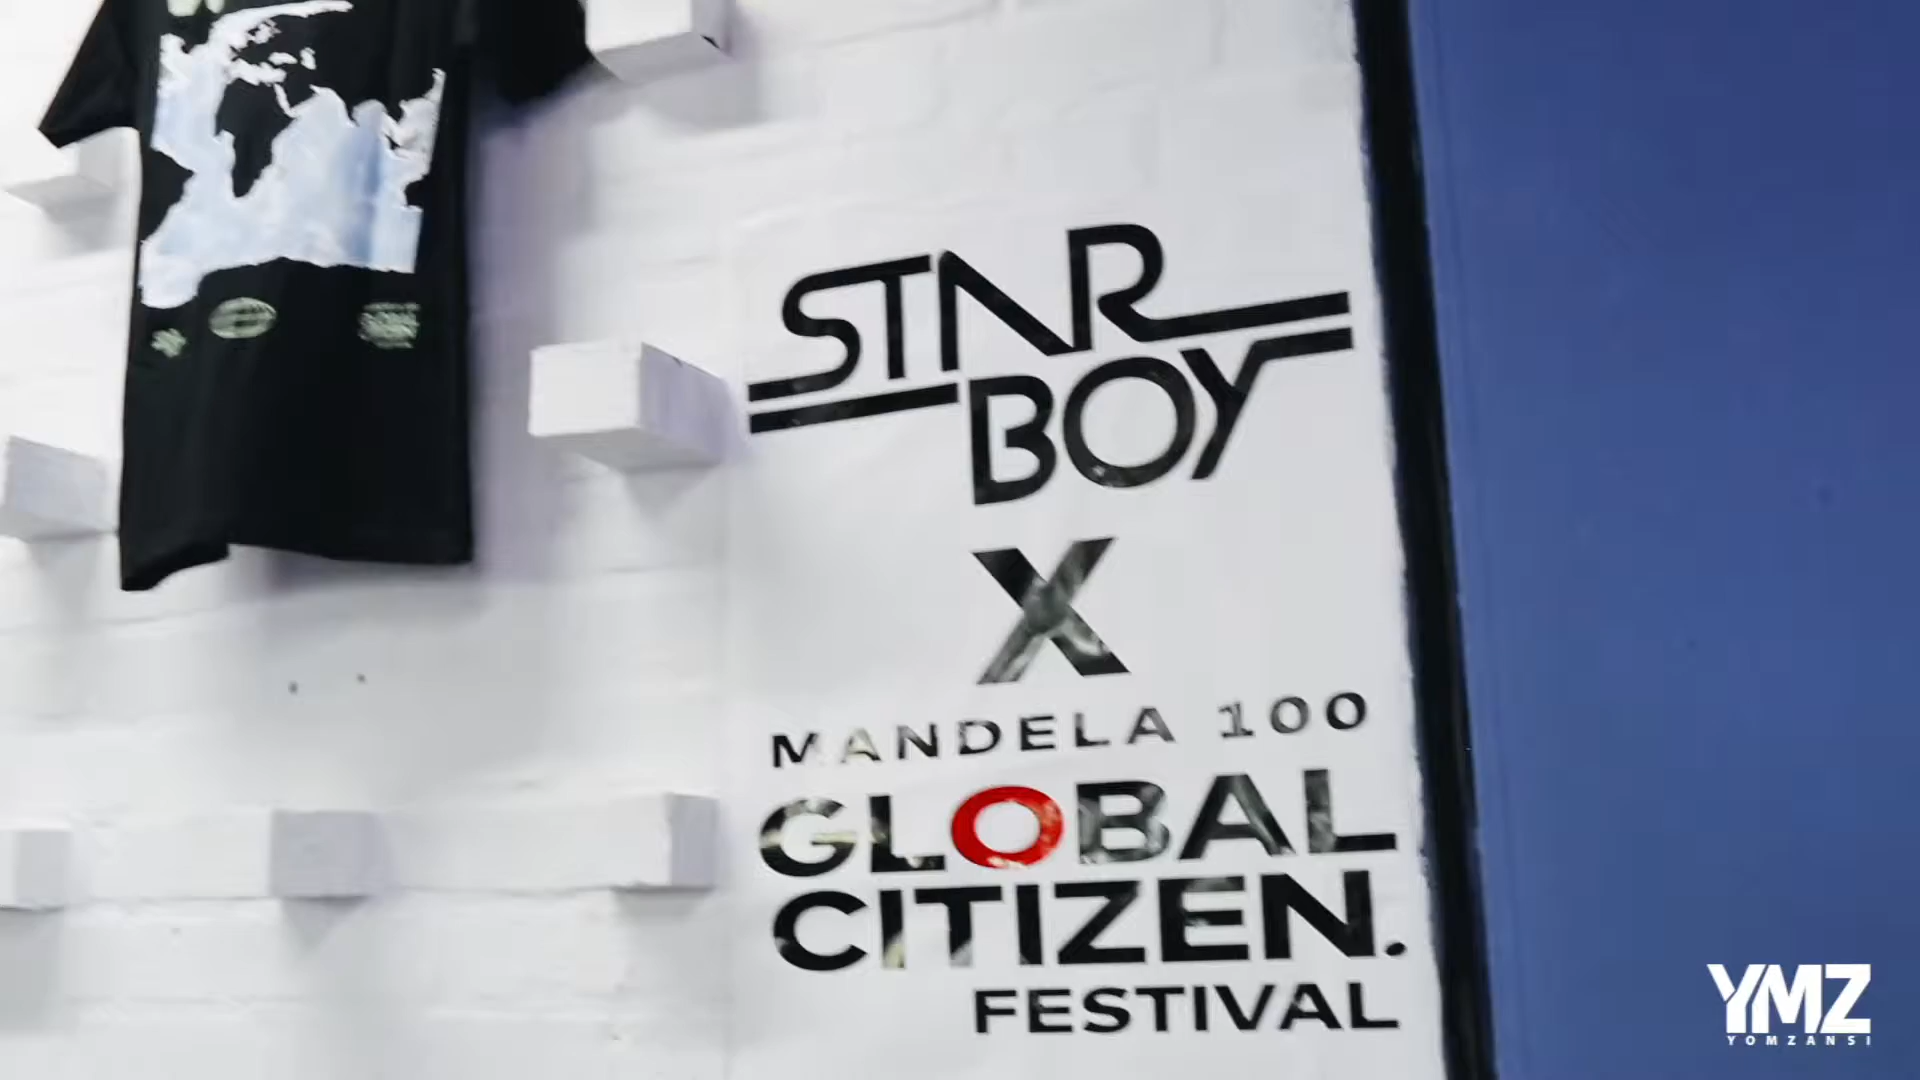 STAR
BOY
X
MANDELA 100
GLOBAL
CITIZEN.
FESTIVAL
YMZ
YOMZANSI